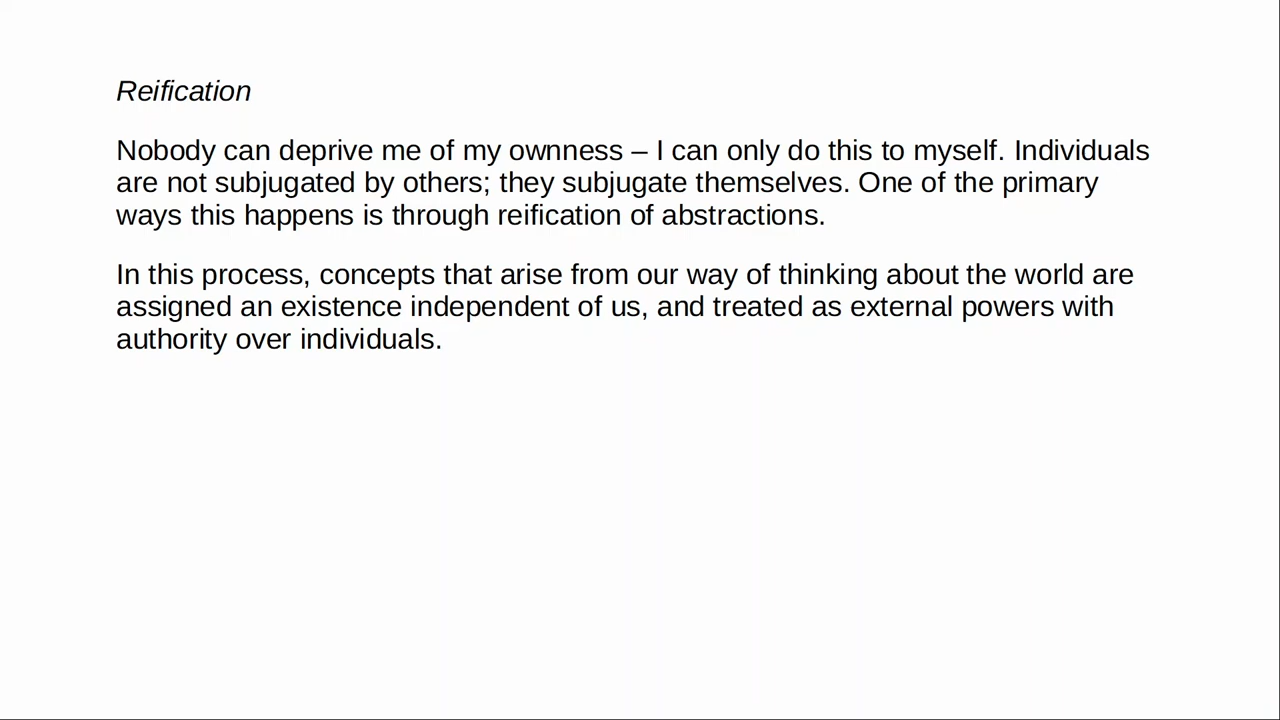 Reification
Nobody can deprive me of my ownness – I can only do this to myself. Individuals
are not subjugated by others; they subjugate themselves. One of the primary
ways this happens is through reification of abstractions.
In this process, concepts that arise from our way of thinking about the world are
assigned an existence independent of us, and treated as external powers with
authority over individuals.